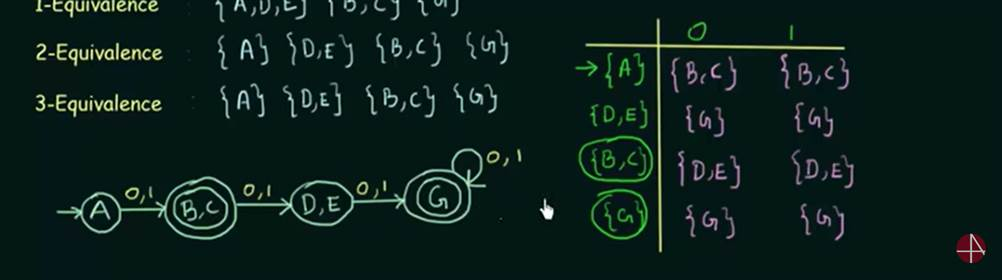 1-Equivalence {A,D,E} {B,C} {G}
2-Equivalence : {A} {D,E} {B,C} {G}
3-Equivalence : {A} {D,E} {B,C} {G}
0 1
→{A} {B,C} {B,C}
{D,E} {G} {G}
{B,C} {D,E} {D,E}
{G} {G} {G}
A 0,1 B,C 0,1 D,E 0,1 G 0,1